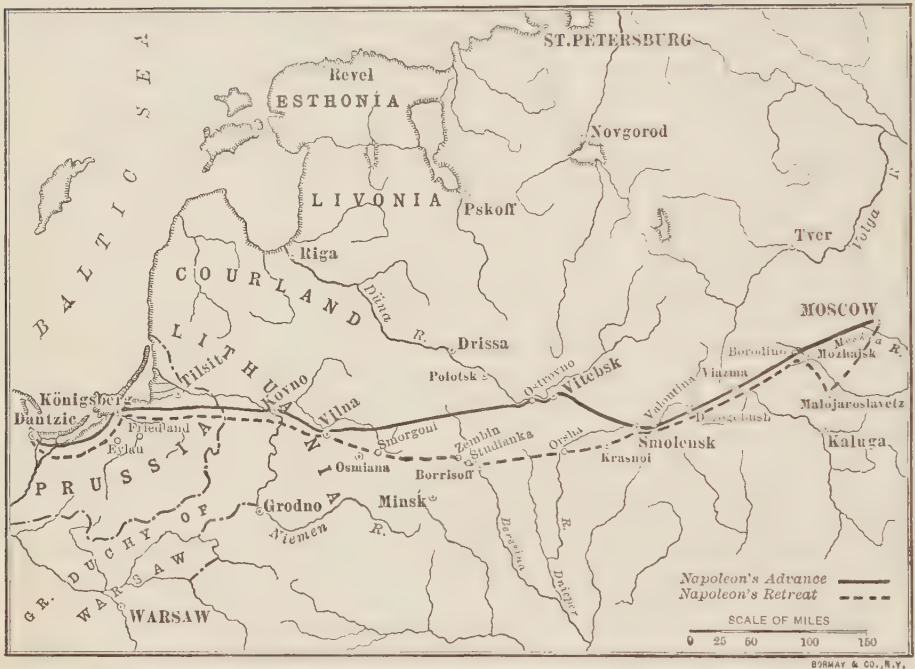 ST. PETERSBURG
Revel
ESTHONIA
BALTIC SEA
Novgorod
LIVONIA
Pskoff
Riga
Tver
Volga R.
COURLAND
Düna R.
LITHUANIA
Drissa
MOSCOW
Borodino
Mozhajsk
Tilsit
Polotsk
Ostrovno
Vitebsk
Valoutina
Viazma
Königsberg
Kovno
Malojaroslavetz
Dantzic
Friedland
Vilna
Smorgoni
Zembin
Studianka
Orsha
Smolensk
Kaluga
Eylau
Osmiana
Borrisoff
Krasnoi
PRUSSIA
Grodno
Minsk
Niemen R.
Beresina
R. Dnieper
GR. DUCHY OF
WARSAW
WARSAW
Napoleon's Advance
Napoleon's Retreat
SCALE OF MILES
0 25 50 100 150
BORMAY & CO., N.Y.